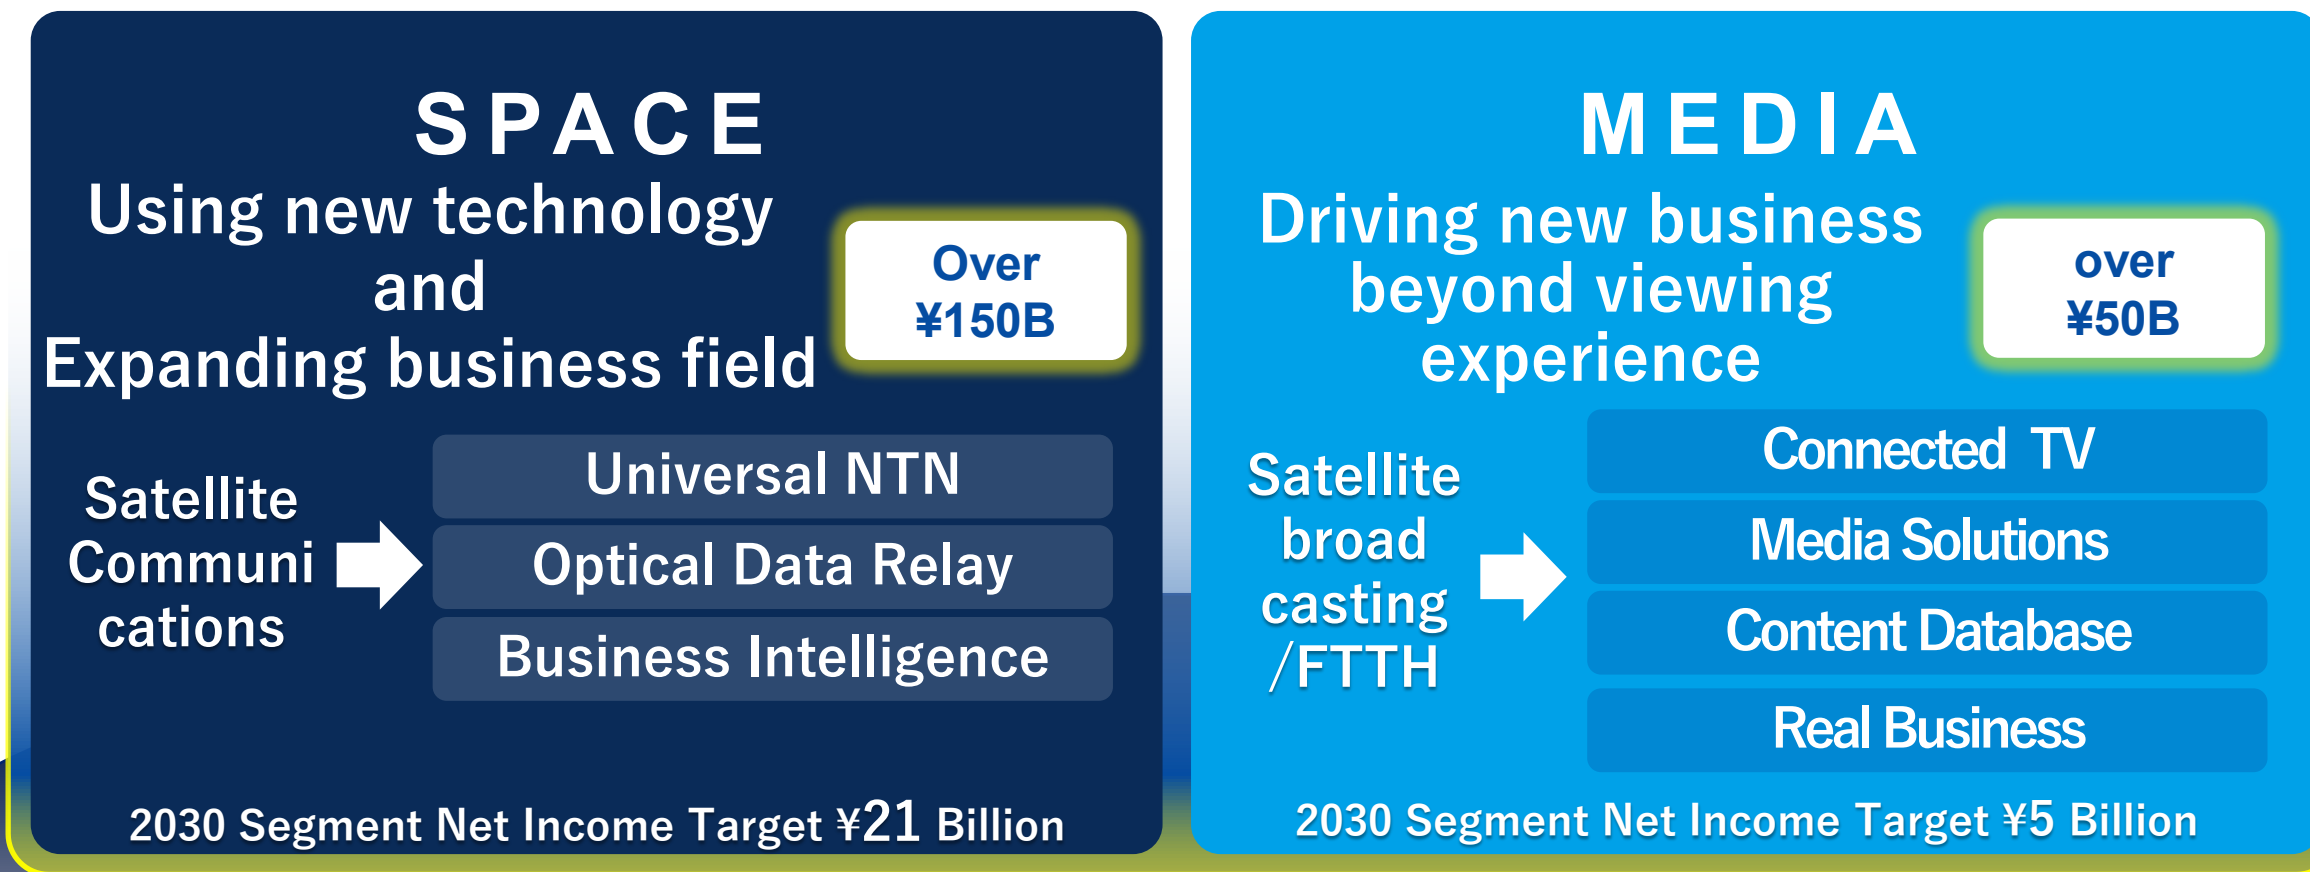 SPACE
Using new technology
and
Expanding business field
Over
¥150B
Satellite
Communi
cations
Universal NTN
Optical Data Relay
Business Intelligence
2030 Segment Net Income Target ¥21 Billion
MEDIA
Driving new business
beyond viewing
experience
over
¥50B
Satellite
broad
casting
/FTTH
Connected TV
Media Solutions
Content Database
Real Business
2030 Segment Net Income Target ¥5 Billion